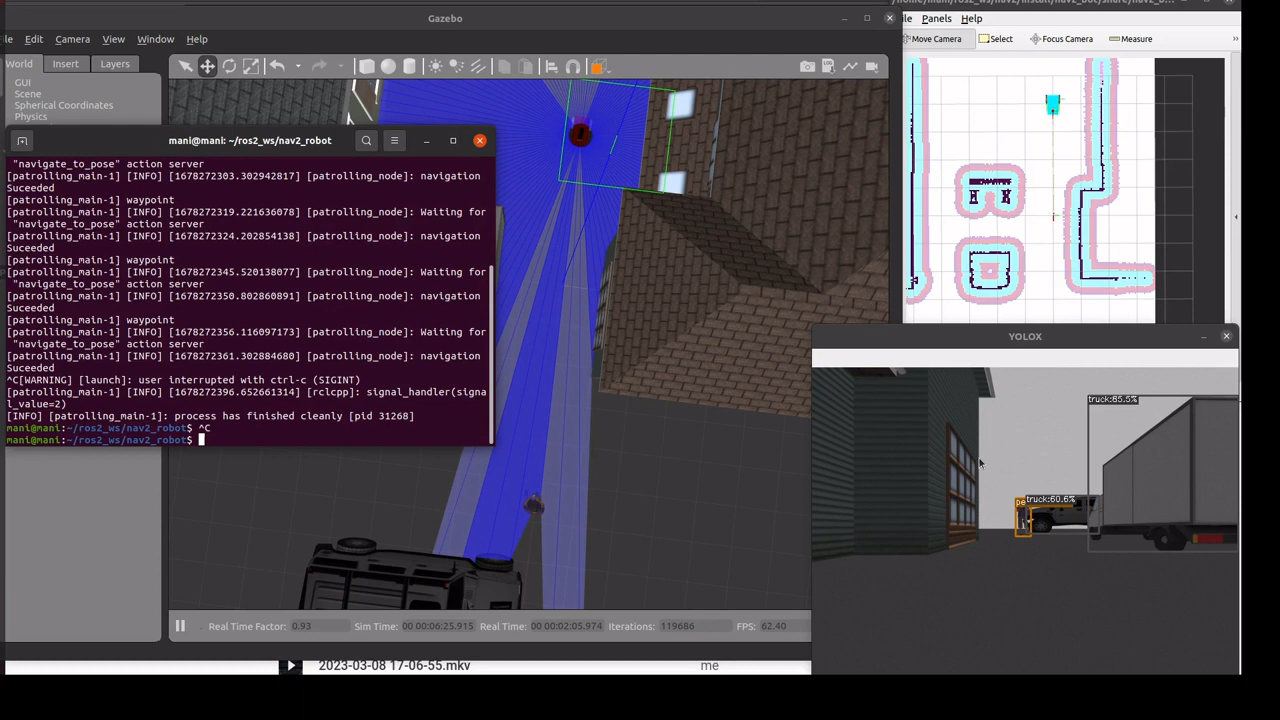 Gazebo
Edit Camera View Window Help
World Insert Layers
GUI
Scene
Spherical Coordinates
Physics
mani@mani: ~/ros2_ws/nav2_robot
"navigate_to_pose" action server
[patrolling_main-1] [INFO] [1678272303.302942817] [patrolling_node]: navigation
Suceeded
[patrolling_main-1] waypoint
[patrolling_main-1] [INFO] [1678272319.221636078] [patrolling_node]: Waiting for
"navigate_to_pose" action server
[patrolling_main-1] [INFO] [1678272324.202854138] [patrolling_node]: navigation
Suceeded
[patrolling_main-1] waypoint
[patrolling_main-1] [INFO] [1678272345.520138977] [patrolling_node]: Waiting for
"navigate_to_pose" action server
[patrolling_main-1] [INFO] [1678272350.802860891] [patrolling_node]: navigation
Suceeded
[patrolling_main-1] waypoint
[patrolling_main-1] [INFO] [1678272356.116097173] [patrolling_node]: Waiting for
"navigate_to_pose" action server
[patrolling_main-1] [INFO] [1678272361.302884680] [patrolling_node]: navigation
Suceeded
^C[WARNING] [launch]: user interrupted with ctrl-c (SIGINT)
[patrolling_main-1] [INFO] [1678272396.652661314] [rclcpp]: signal_handler(signa
l_value=2)
[INFO] [patrolling_main-1]: process has finished cleanly [pid 31268]
mani@mani:~/ros2_ws/nav2_robot$ ^C
mani@mani:~/ros2_ws/nav2_robot$
Real Time Factor: 0.93 Sim Time: 00 00:06:25.915 Real Time: 00 00:02:05.974 Iterations: 119686 FPS: 62.40
2023-03-08 17-06-55.mkv me
Panels Help
Move Camera Select Focus Camera Measure
YOLOX
truck:65.5%
pe truck:60.6%